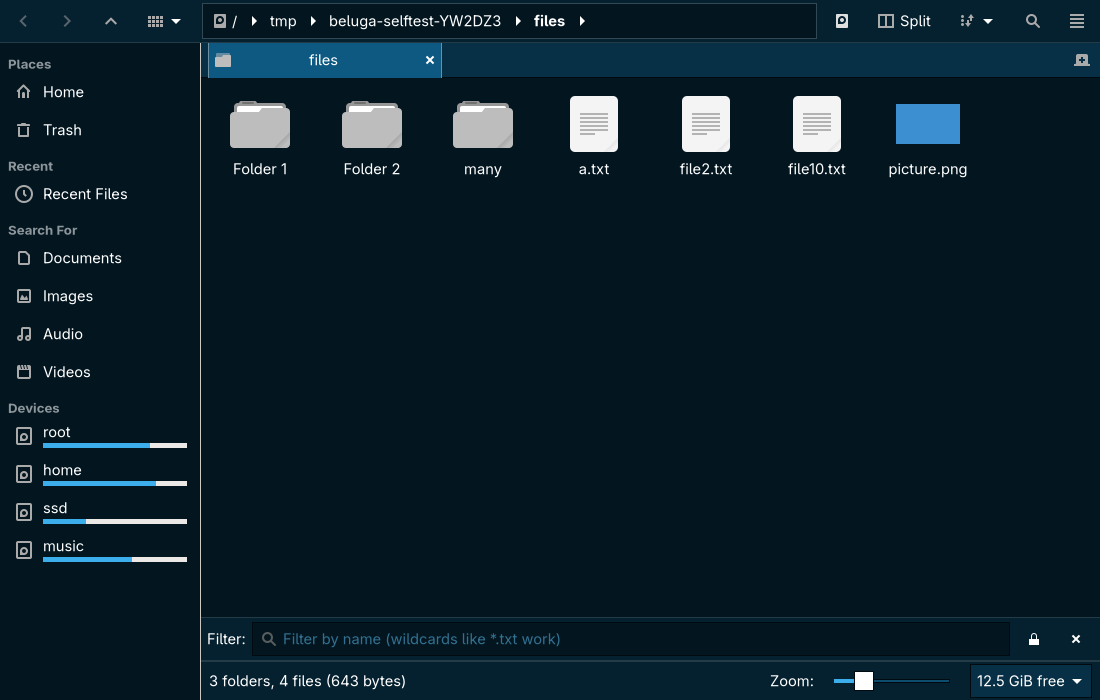 / tmp beluga-selftest-YW2DZ3 files
Split
Places
Home
Trash
Recent
Recent Files
Search For
Documents
Images
Audio
Videos
Devices
root
home
ssd
music
files
Folder 1
Folder 2
many
a.txt
file2.txt
file10.txt
picture.png
Filter: Filter by name (wildcards like *.txt work)
3 folders, 4 files (643 bytes)
Zoom:
12.5 GiB free